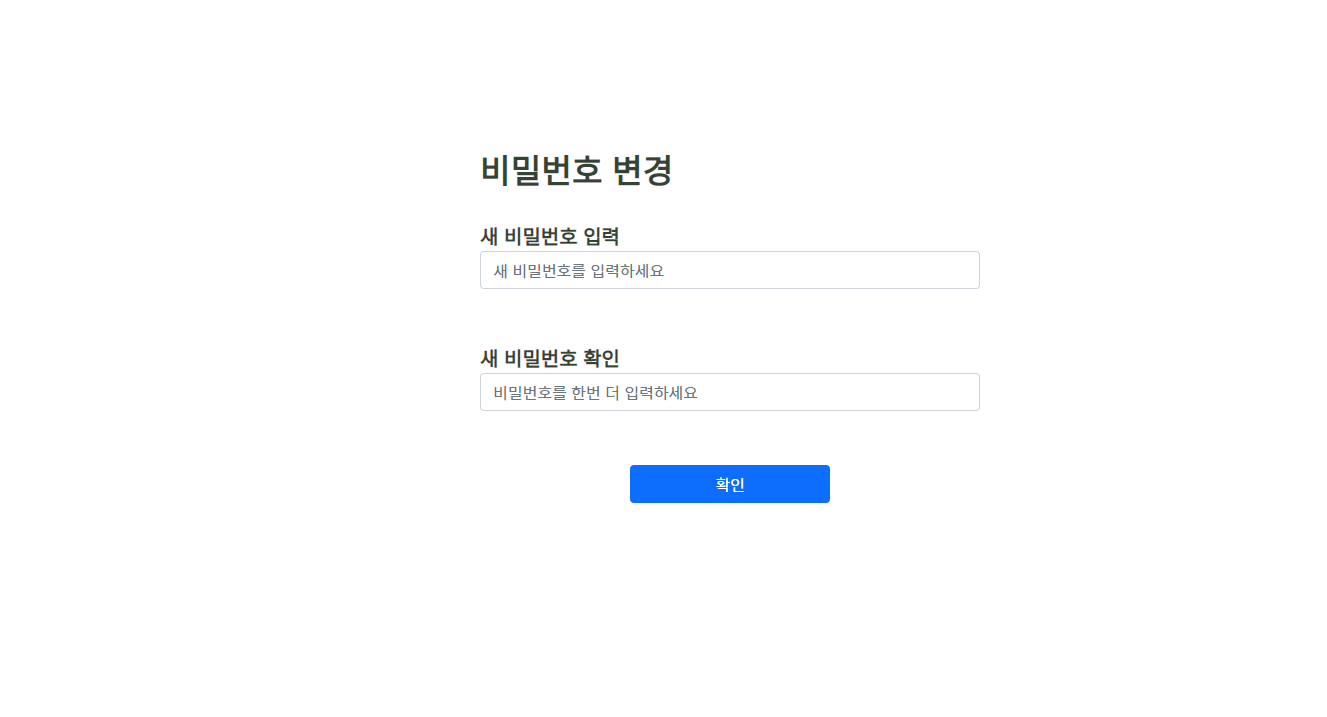 비밀번호 변경
새 비밀번호 입력
새 비밀번호를 입력하세요
새 비밀번호 확인
비밀번호를 한번 더 입력하세요
확인